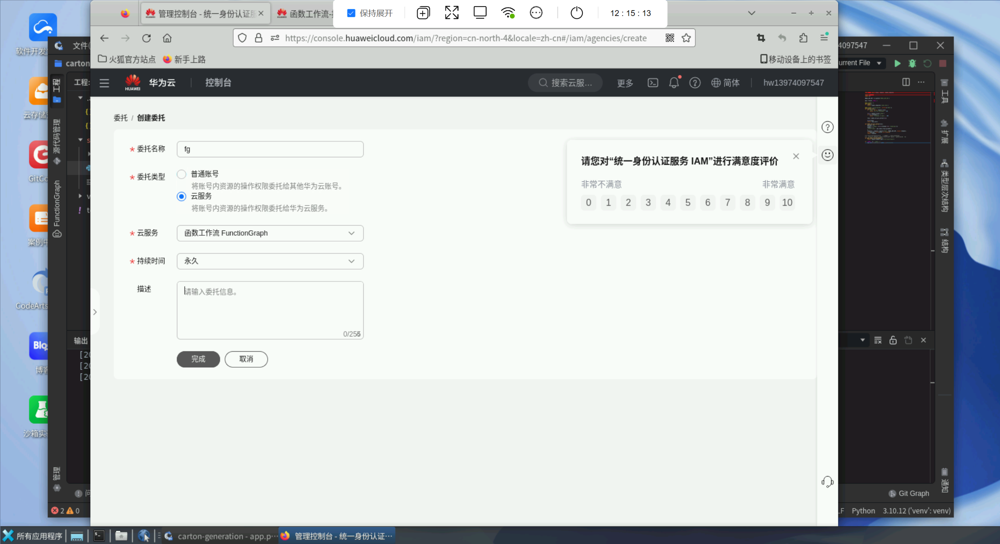 管理控制台 - 统一身份认证服
函数工作流-
保持展开
12 : 15 : 13
https://console.huaweicloud.com/iam/?region=cn-north-4&locale=zh-cn#/iam/agencies/create
火狐官方站点
新手上路
移动设备上的书签
HUAWEI
华为云
控制台
搜索云服...
更多
简体
hw13974097547
委托 / 创建委托
* 委托名称
fg
* 委托类型
普通账号
将账号内资源的操作权限委托给其他华为云账号。
云服务
将账号内资源的操作权限委托给华为云服务。
* 云服务
函数工作流 FunctionGraph
* 持续时间
永久
描述
请输入委托信息。
0/255
完成
取消
请您对“统一身份认证服务 IAM”进行满意度评价
非常不满意
非常满意
0 1 2 3 4 5 6 7 8 9 10
软件开发
云存储
GitCo
案例中
CodeArts
Blog
博客
沙箱实
文件(
carton
工程:
工程
源代码管理
FunctionGraph
管理
输出
[20
[20
[20
问
2
0
4097547
urrent File
工具
扩展
类型层次结构
结构
通知
Git Graph
LF
Python
3.10.12 ('venv': venv)
所有应用程序
carton-generation - app.p···
管理控制台 - 统一身份认证···